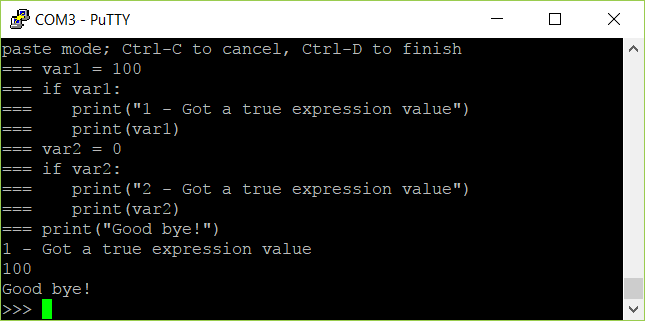 COM3 - PuTTY
paste mode; Ctrl-C to cancel, Ctrl-D to finish
=== var1 = 100
=== if var1:
===    print("1 - Got a true expression value")
===    print(var1)
=== var2 = 0
=== if var2:
===    print("2 - Got a true expression value")
===    print(var2)
=== print("Good bye!")
1 - Got a true expression value
100
Good bye!
>>>